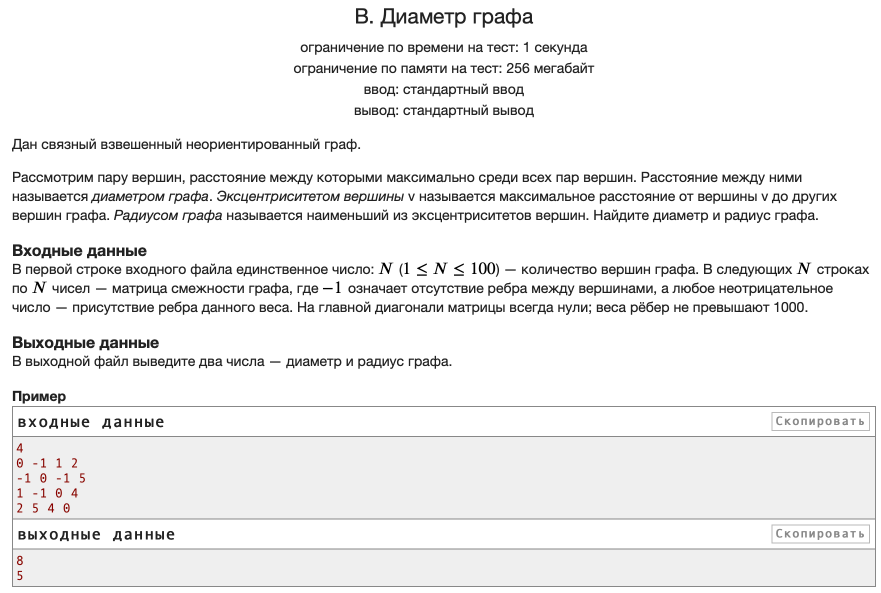 B. Диаметр графа
ограничение по времени на тест: 1 секунда
ограничение по памяти на тест: 256 мегабайт
ввод: стандартный ввод
вывод: стандартный вывод
Дан связный взвешенный неориентированный граф.
Рассмотрим пару вершин, расстояние между которыми максимально среди всех пар вершин. Расстояние между ними
называется диаметром графа. Эксцентриситетом вершины v называется максимальное расстояние от вершины v до других
вершин графа. Радиусом графа называется наименьший из эксцентриситетов вершин. Найдите диаметр и радиус графа.
Входные данные
В первой строке входного файла единственное число: N (1 ≤ N ≤ 100) — количество вершин графа. В следующих N строках
по N чисел — матрица смежности графа, где −1 означает отсутствие ребра между вершинами, а любое неотрицательное
число — присутствие ребра данного веса. На главной диагонали матрицы всегда нули; веса рёбер не превышают 1000.
Выходные данные
В выходной файл выведите два числа — диаметр и радиус графа.
Пример
входные данные Скопировать
4
0 -1 1 2
-1 0 -1 5
1 -1 0 4
2 5 4 0
выходные данные Скопировать
8
5